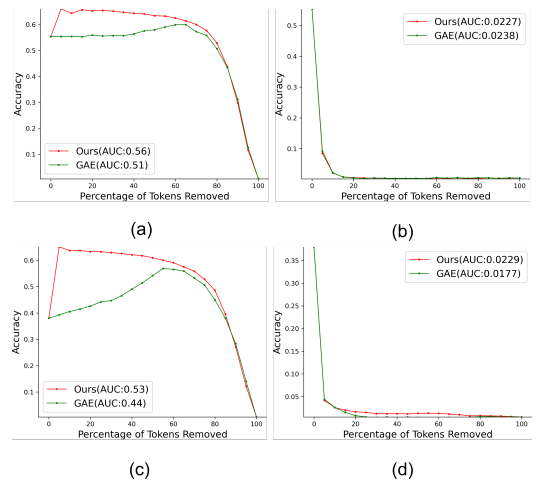 Accuracy
0.6
0.5
0.4
0.3
0.2
0.1
Ours(AUC:0.56)
GAE(AUC:0.51)
0 20 40 60 80 100
Percentage of Tokens Removed
(a)
Accuracy
0.5
0.4
0.3
0.2
0.1
Ours(AUC:0.0227)
GAE(AUC:0.0238)
0 20 40 60 80 100
Percentage of Tokens Removed
(b)
Accuracy
0.6
0.5
0.4
0.3
0.2
0.1
Ours(AUC:0.53)
GAE(AUC:0.44)
0 20 40 60 80 100
Percentage of Tokens Removed
(c)
Accuracy
0.35
0.30
0.25
0.20
0.15
0.10
0.05
Ours(AUC:0.0229)
GAE(AUC:0.0177)
0 20 40 60 80 100
Percentage of Tokens Removed
(d)